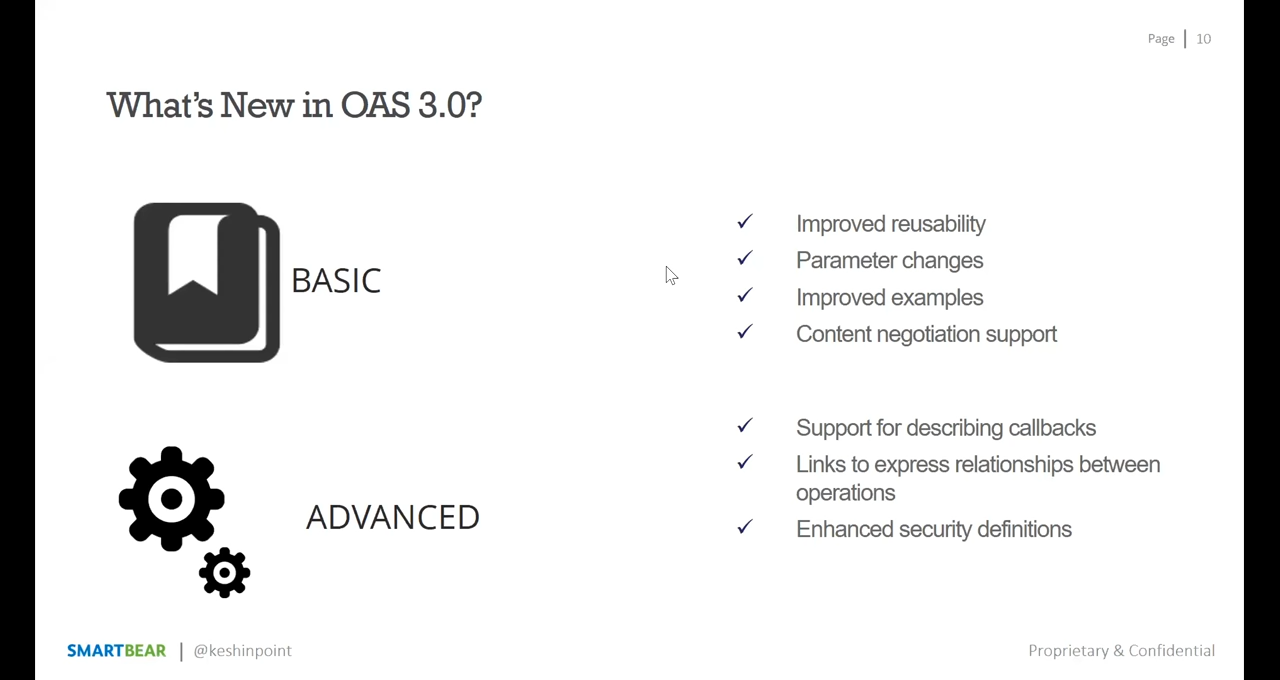 Page | 10
What's New in OAS 3.0?
BASIC
✓ Improved reusability
✓ Parameter changes
✓ Improved examples
✓ Content negotiation support
ADVANCED
✓ Support for describing callbacks
✓ Links to express relationships between
operations
✓ Enhanced security definitions
SMARTBEAR | @keshinpoint
Proprietary & Confidential